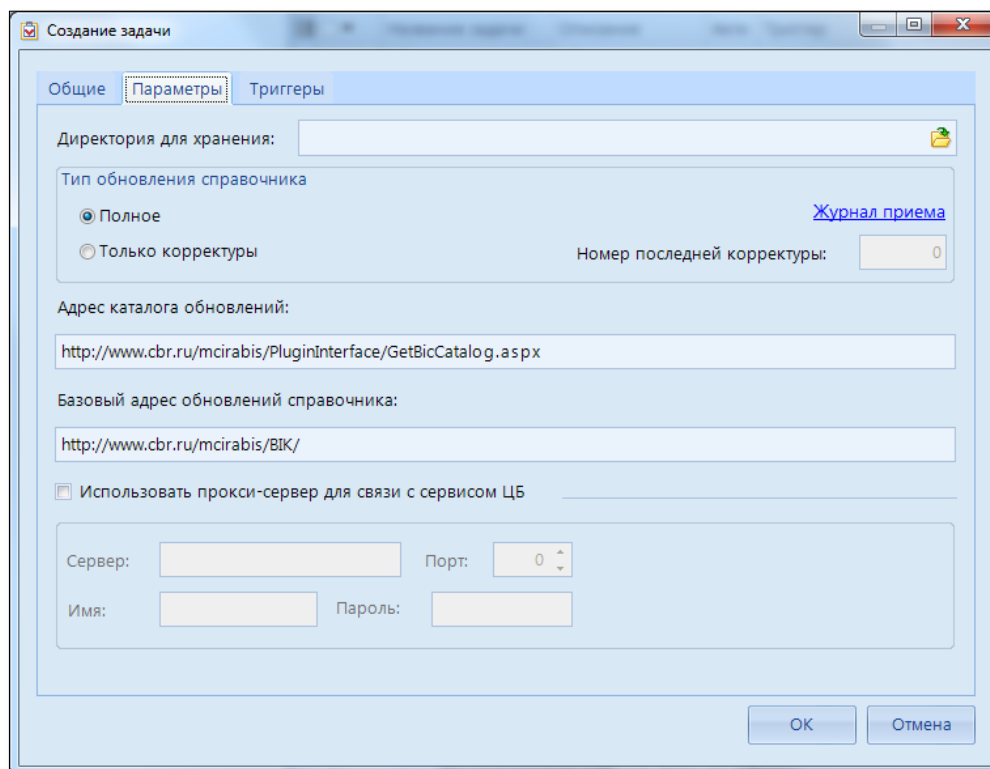 Создание задачи
Общие Параметры Триггеры
Директория для хранения:
Тип обновления справочника
Полное
Журнал приема
Только корректуры Номер последней корректуры: 0
Адрес каталога обновлений:
http://www.cbr.ru/mcirabis/PluginInterface/GetBicCatalog.aspx
Базовый адрес обновлений справочника:
http://www.cbr.ru/mcirabis/BIK/
Использовать прокси-сервер для связи с сервисом ЦБ
Сервер: Порт: 0
Имя: Пароль:
ОК Отмена